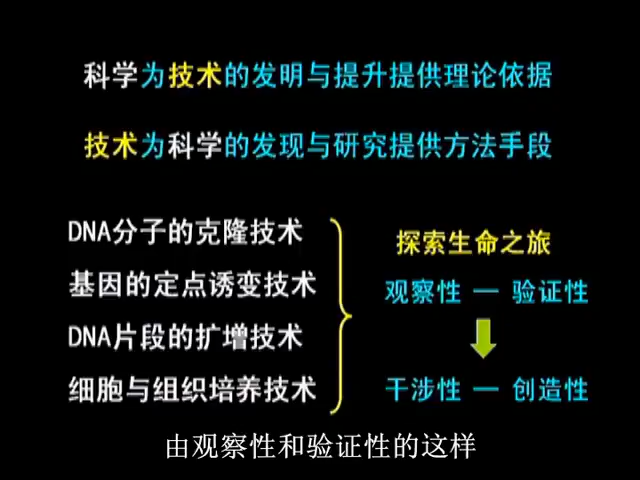 科学为技术的发明与提升提供理论依据
技术为科学的发现与研究提供方法手段
DNA分子的克隆技术
基因的定点诱变技术
DNA片段的扩增技术
细胞与组织培养技术
探索生命之旅
观察性 — 验证性
干涉性 — 创造性
由观察性和验证性的这样